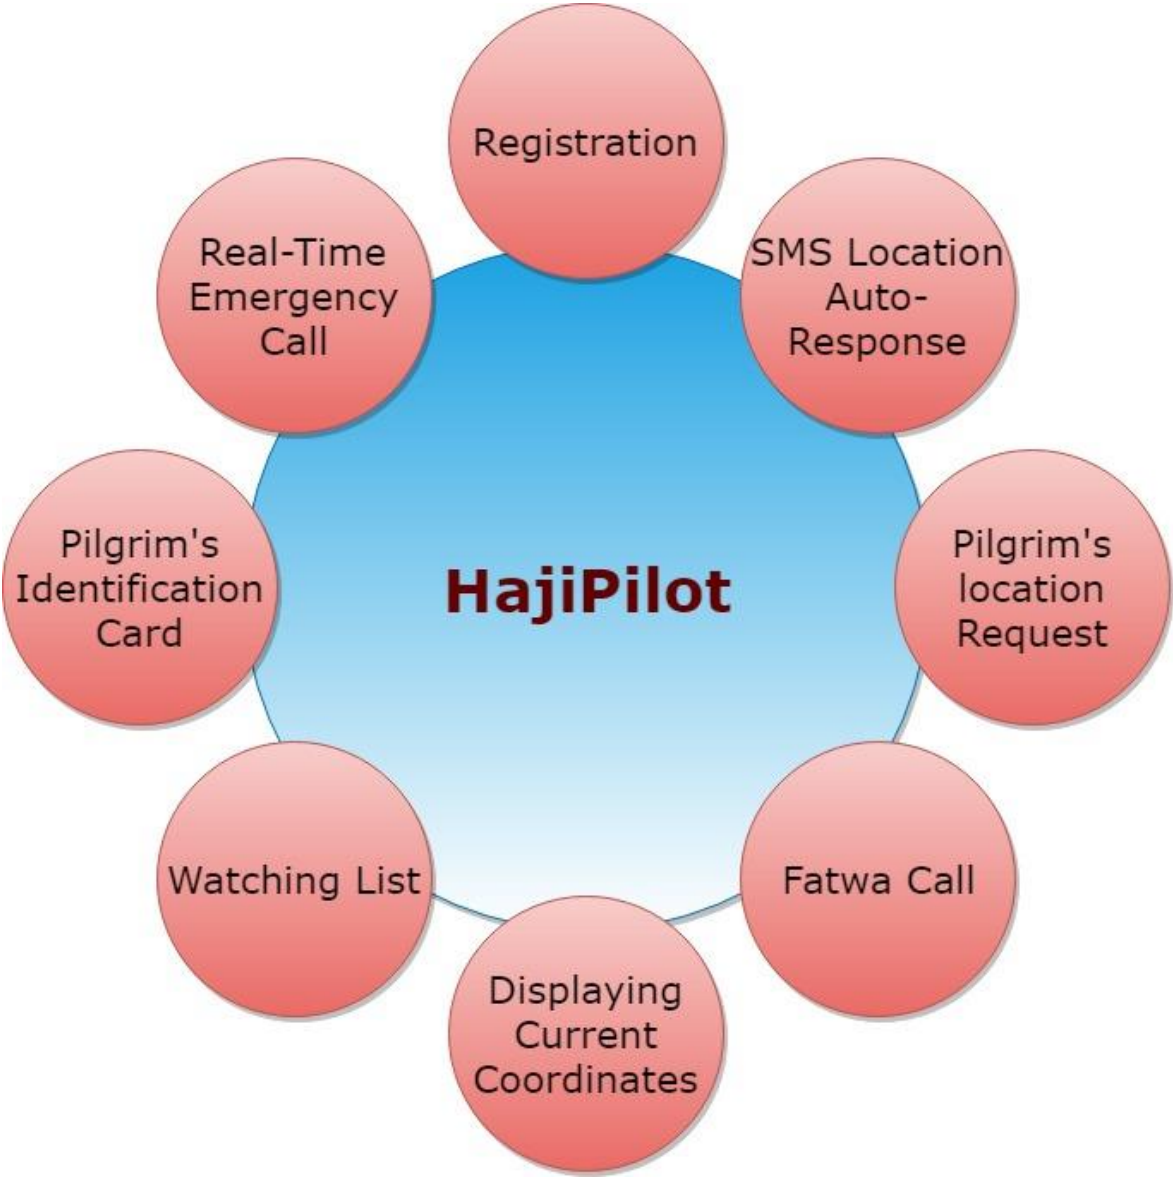 Registration
SMS Location
Auto-
Response
Pilgrim's
location
Request
Fatwa Call
Displaying
Current
Coordinates
Watching List
Pilgrim's
Identification
Card
Real-Time
Emergency
Call
HajiPilot